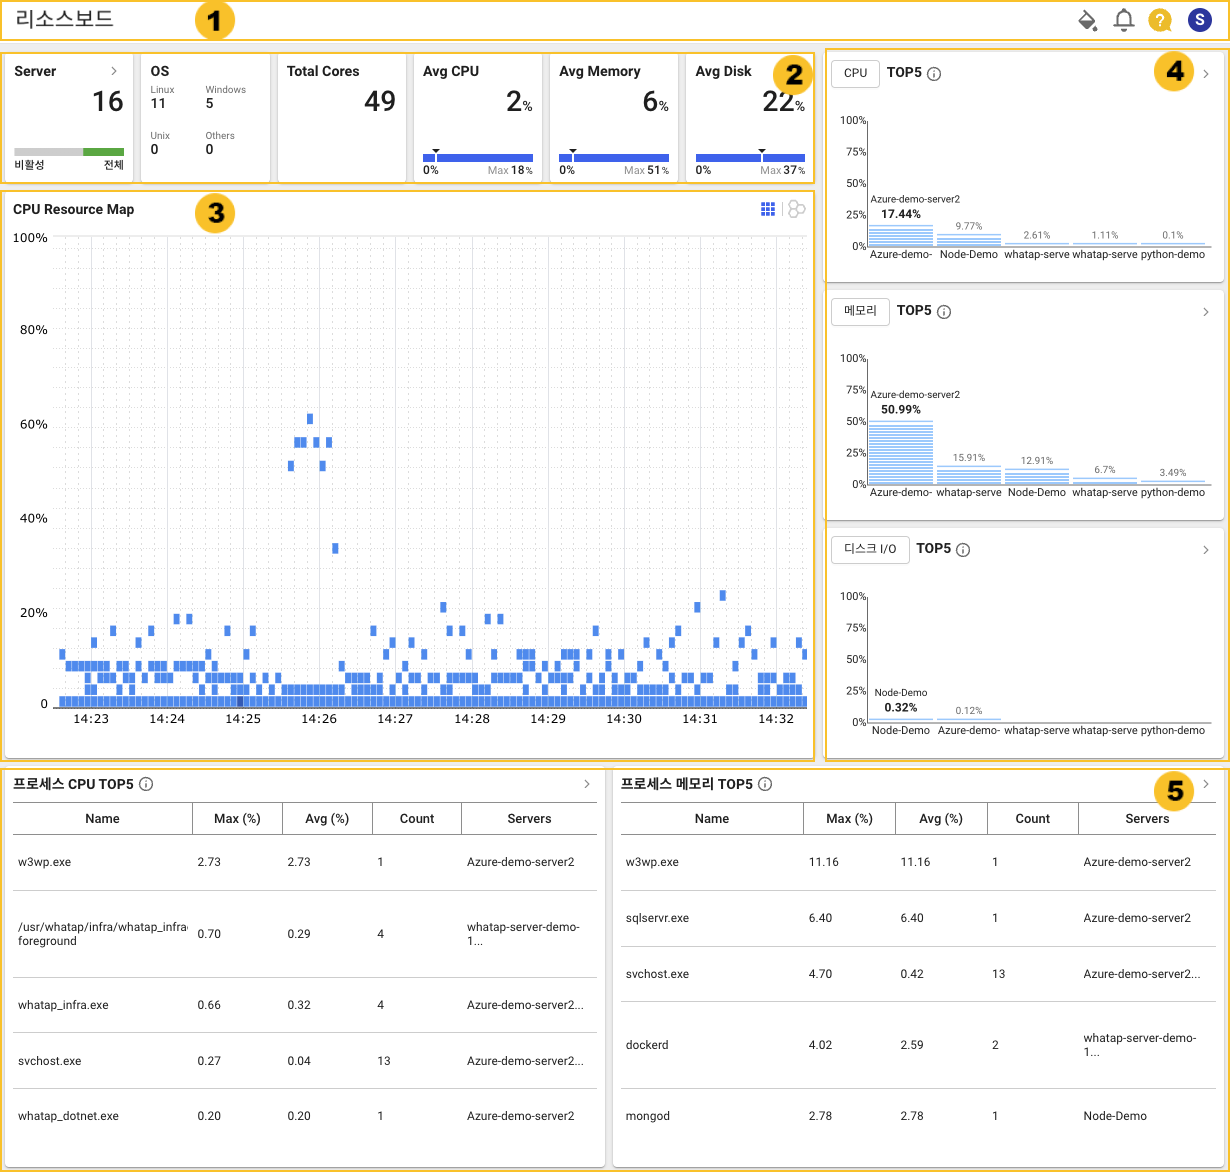 리소스보드
1
?
S
Server
16
비활성 전체
OS
Linux Windows
11 5
Unix Others
0 0
Total Cores
49
Avg CPU
2%
0% Max 18%
Avg Memory
6%
0% Max 51%
Avg Disk
2
22%
0% Max 37%
CPU TOP5
4
100%
75%
50%
25%
0%
Azure-demo-server2
17.44%
9.77%
2.61%
1.11%
0.1%
Azure-demo- Node-Demo whatap-serve whatap-serve python-demo
CPU Resource Map
3
100%
80%
60%
40%
20%
0
14:23 14:24 14:25 14:26 14:27 14:28 14:29 14:30 14:31 14:32
메모리 TOP5
100%
75%
50%
25%
0%
Azure-demo-server2
50.99%
15.91%
12.91%
6.7%
3.49%
Azure-demo- whatap-serve Node-Demo whatap-serve python-demo
디스크 I/O TOP5
100%
75%
50%
25%
0%
Node-Demo
0.32%
0.12%
Node-Demo Azure-demo- whatap-serve whatap-serve python-demo
프로세스 CPU TOP5
Name Max (%) Avg (%) Count Servers
w3wp.exe 2.73 2.73 1 Azure-demo-server2
/usr/whatap/infra/whatap_infra
foreground 0.70 0.29 4 whatap-server-demo-
1...
whatap_infra.exe 0.66 0.32 4 Azure-demo-server2...
svchost.exe 0.27 0.04 13 Azure-demo-server2...
whatap_dotnet.exe 0.20 0.20 1 Azure-demo-server2
프로세스 메모리 TOP5
5
Name Max (%) Avg (%) Count Servers
w3wp.exe 11.16 11.16 1 Azure-demo-server2
sqlservr.exe 6.40 6.40 1 Azure-demo-server2
svchost.exe 4.70 0.42 13 Azure-demo-server2...
dockerd 4.02 2.59 2 whatap-server-demo-
1...
mongod 2.78 2.78 1 Node-Demo